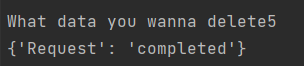 What data you wanna delete5
{'Request': 'completed'}